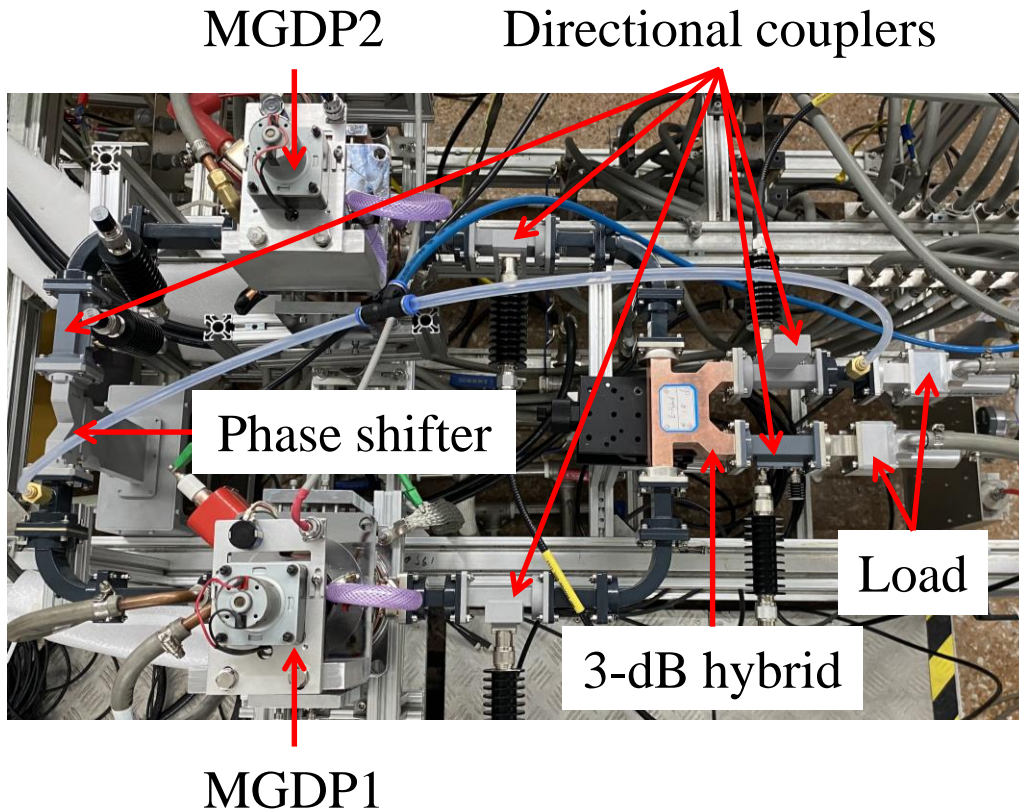 MGDP2
Directional couplers
Phase shifter
Load
3-dB hybrid
MGDP1